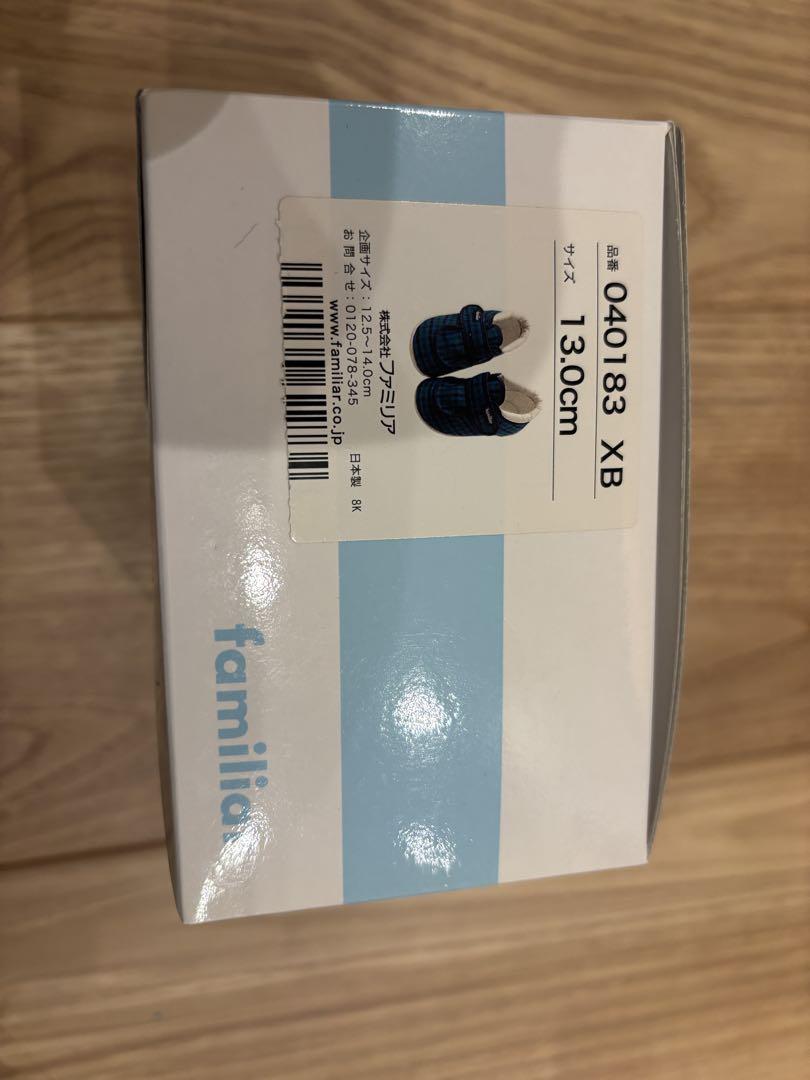 品番 040183 XB
サイズ 13.0cm
株式会社 ファミリア
企画サイズ：12.5～14.0cm
お問合せ：0120-078-345
www.familiar.co.jp
日本製 8K
familiar